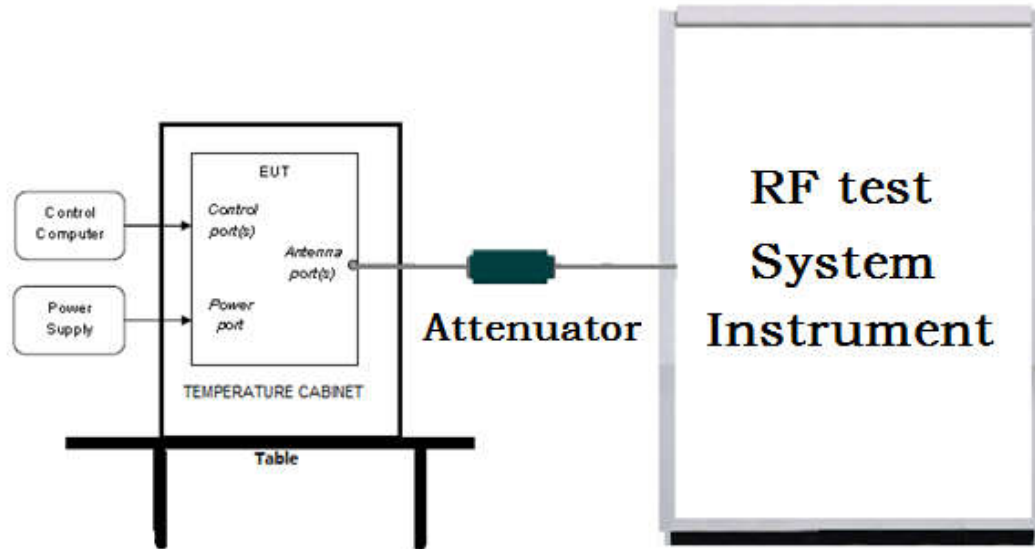 Control
Computer
Power
Supply
EUT
Control
port(s)
Antenna
port(s)
Power
port
TEMPERATURE CABINET
Table
Attenuator
RF test
System
Instrument